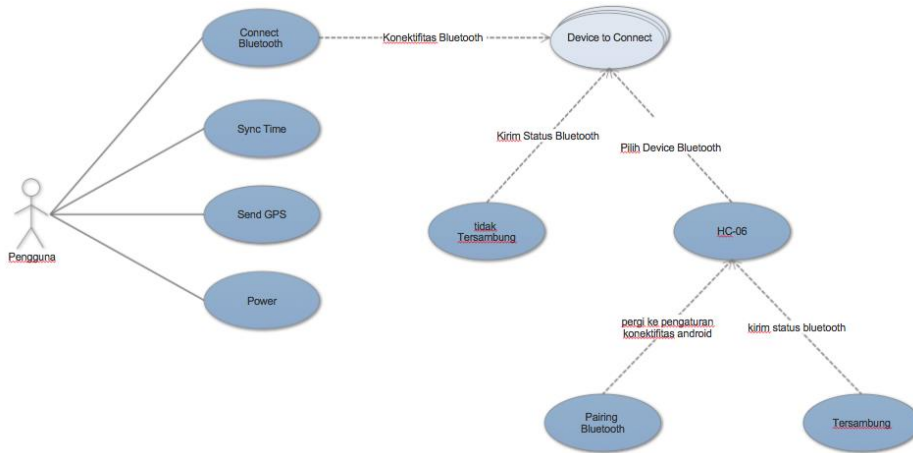 Connect
Bluetooth
Konektifitas Bluetooth
Device to Connect
Sync Time
Kirim Status Bluetooth
Pilih Device Bluetooth
Send GPS
tidak
Tersambung
HC-06
Pengguna
Power
pergi ke pengaturan
konektifitas android
kirim status bluetooth
Pairing
Bluetooth
Tersambung